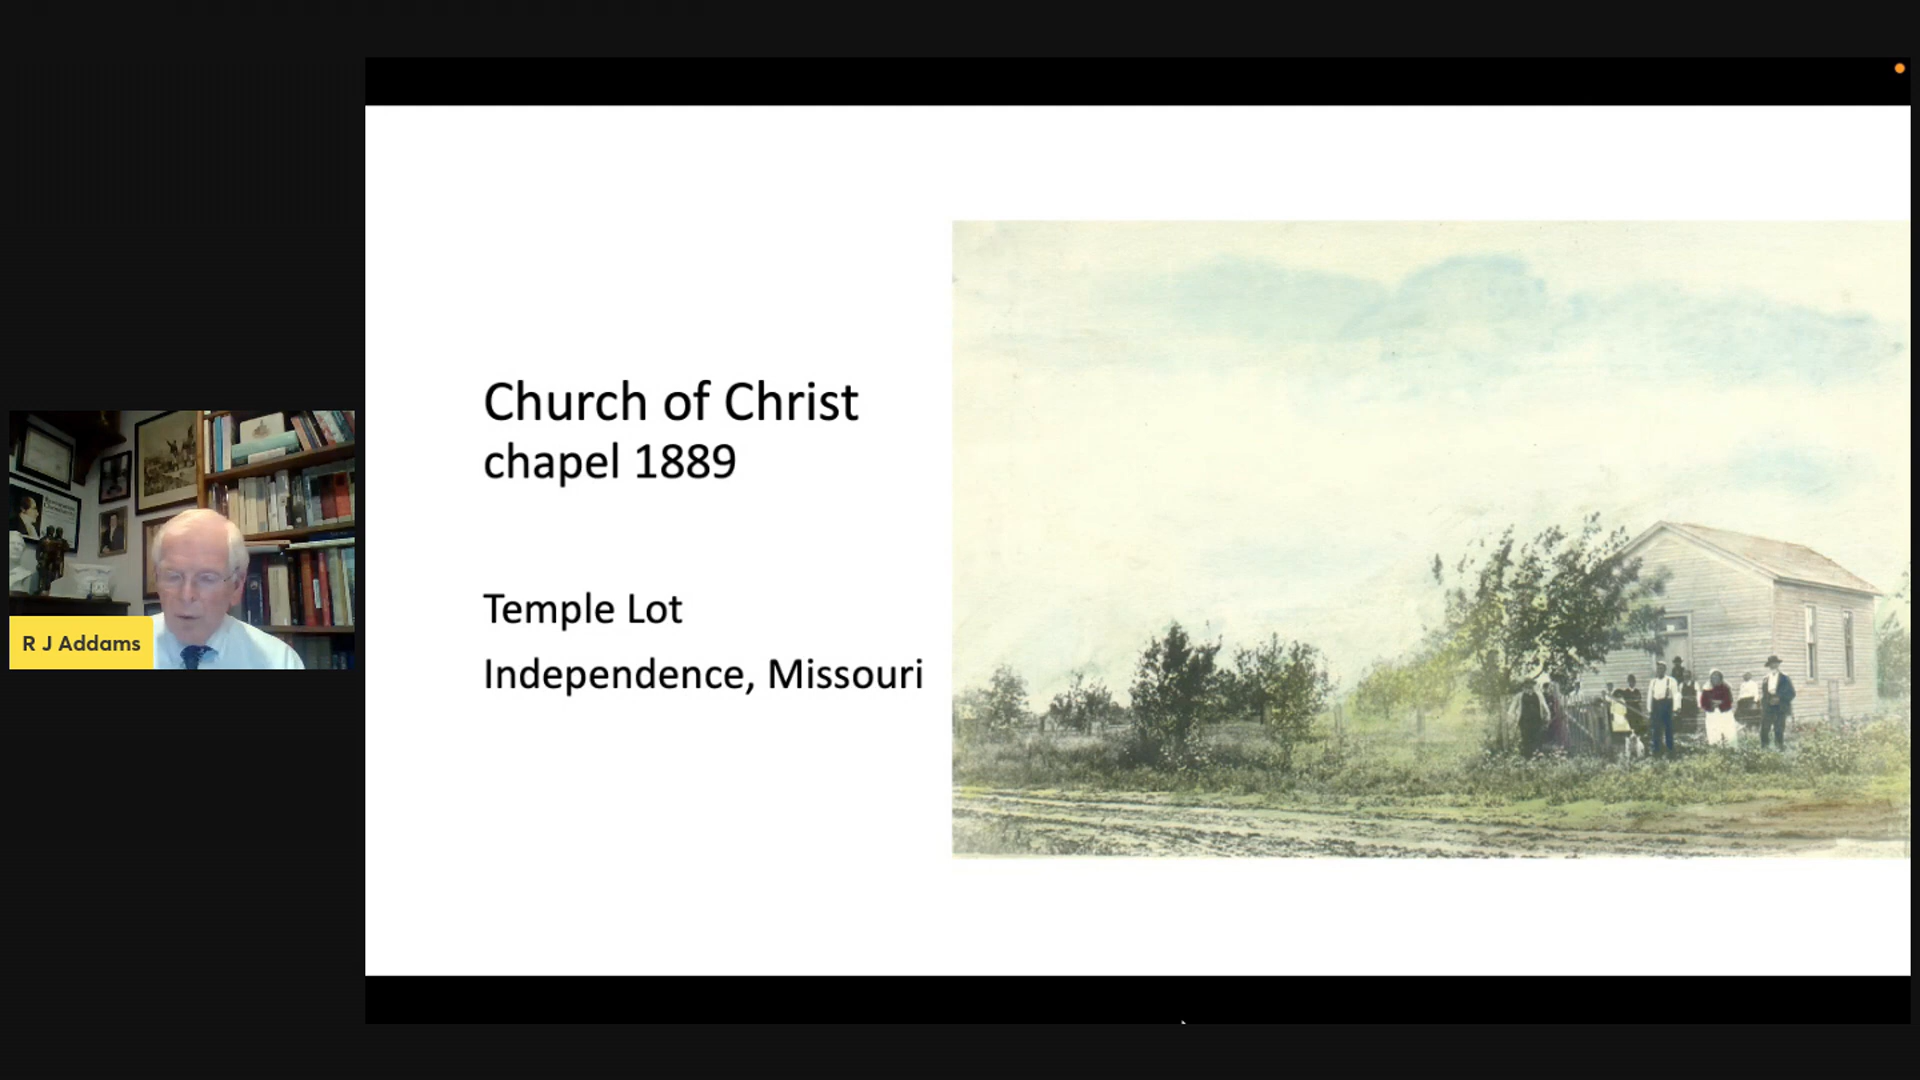 Church of Christ
chapel 1889
Temple Lot
Independence, Missouri
R J Addams